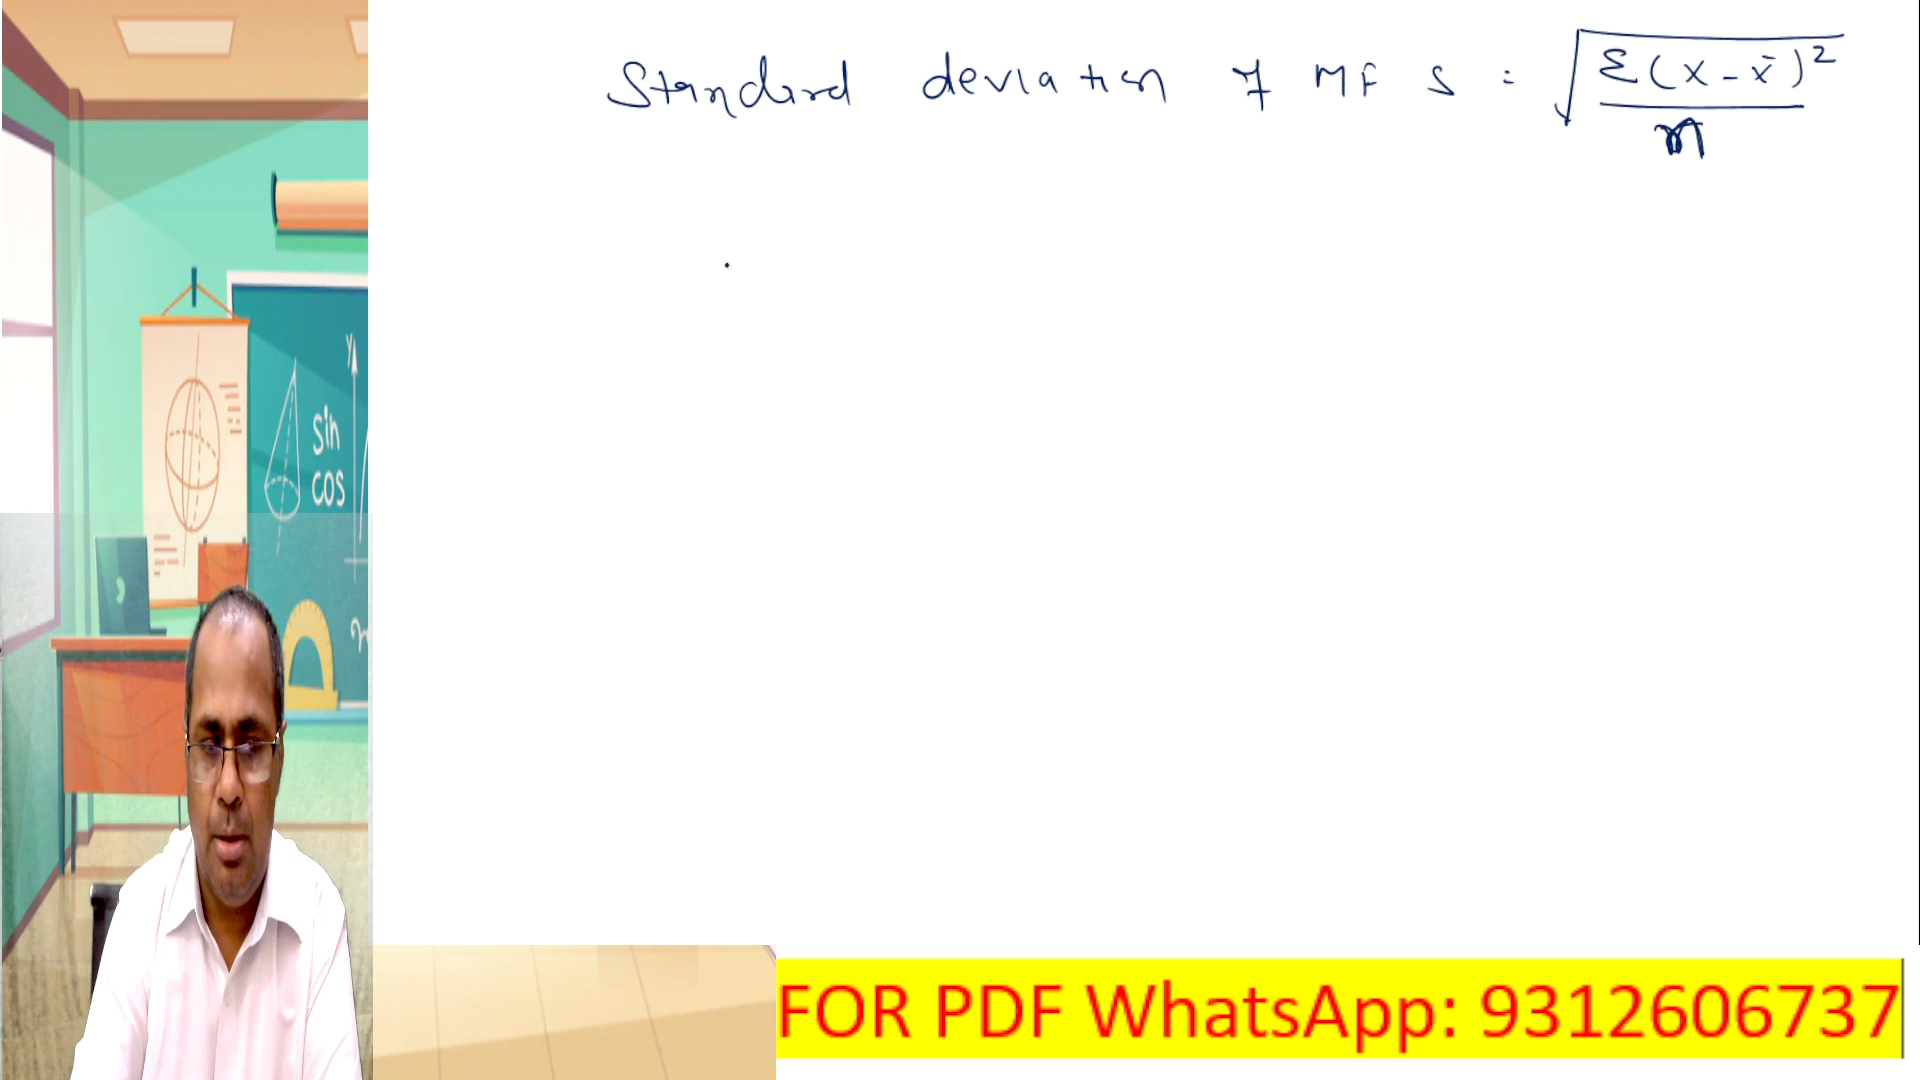 Standard deviation of MF S = √ Σ(x - x̄)²
n
y
sin
cos
FOR PDF WhatsApp: 9312606737